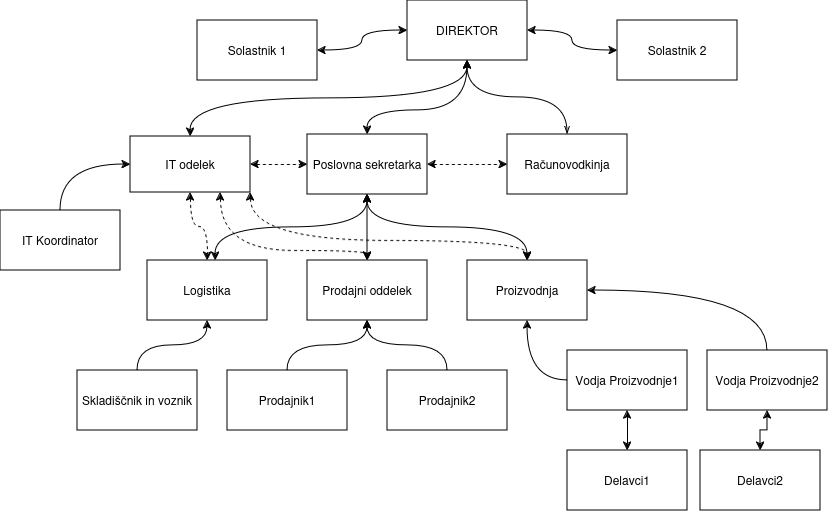 DIREKTOR
Solastnik 1
Solastnik 2
IT odelek
Poslovna sekretarka
Računovodkinja
IT Koordinator
Logistika
Prodajni oddelek
Proizvodnja
Vodja Proizvodnje1
Vodja Proizvodnje2
Skladiščnik in voznik
Prodajnik1
Prodajnik2
Delavci1
Delavci2